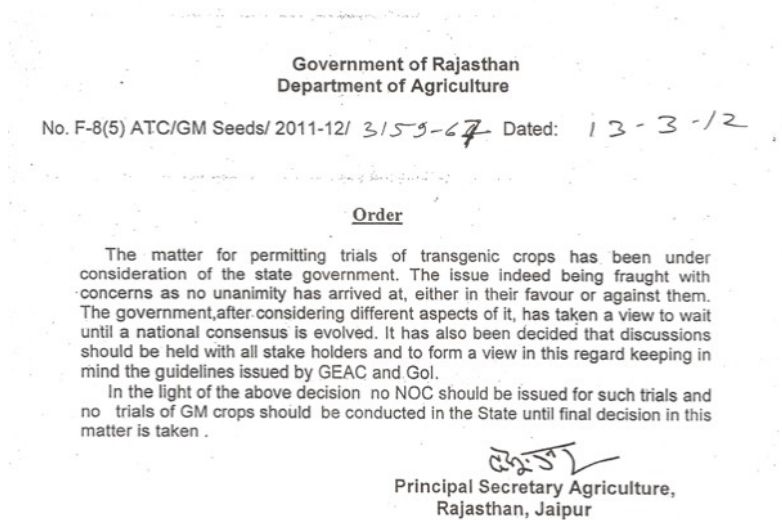 Government of Rajasthan
Department of Agriculture
No. F-8(5) ATC/GM Seeds/ 2011-12/ 3159-67 Dated: 13-3-12
Order
The matter for permitting trials of transgenic crops has been under
consideration of the state government. The issue indeed being fraught with
concerns as no unanimity has arrived at, either in their favour or against them.
The government,after considering different aspects of it, has taken a view to wait
until a national consensus is evolved. It has also been decided that discussions
should be held with all stake holders and to form a view in this regard keeping in
mind the guidelines issued by GEAC and GoI.
In the light of the above decision no NOC should be issued for such trials and
no trials of GM crops should be conducted in the State until final decision in this
matter is taken .
Principal Secretary Agriculture,
Rajasthan, Jaipur